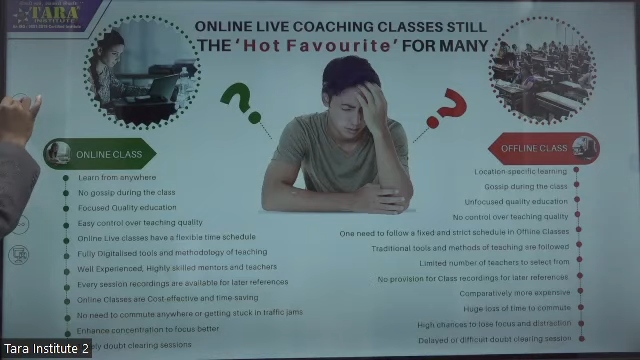 TARA
INSTITUTE
ONLINE LIVE COACHING CLASSES STILL
THE 'Hot Favourite' FOR MANY
ONLINE CLASS
Learn from anywhere
No gossip during the class
Focused Quality education
Easy control over teaching quality
Online Live classes have a flexible time schedule
Fully Digitalised tools and methodology of teaching
Well Experienced, Highly skilled mentors and teachers
Every session recordings are available for later references
Online Classes are Cost-effective and time-saving
No need to commute anywhere or getting stuck in traffic jams
Enhance concentration to focus better
doubt clearing sessions
OFFLINE CLASS
Location-specific learning
Gossip during the class
Unfocused quality education
No control over teaching quality
One need to follow a fixed and strict schedule in Offline Classes
Traditional tools and methods of teaching are followed
Limited number of teachers to select from
No provision for Class recordings for later references
Comparatively more expensive
Huge loss of time to commute
High chances to lose focus and distraction
Delayed or difficult doubt clearing session
Tara Institute 2